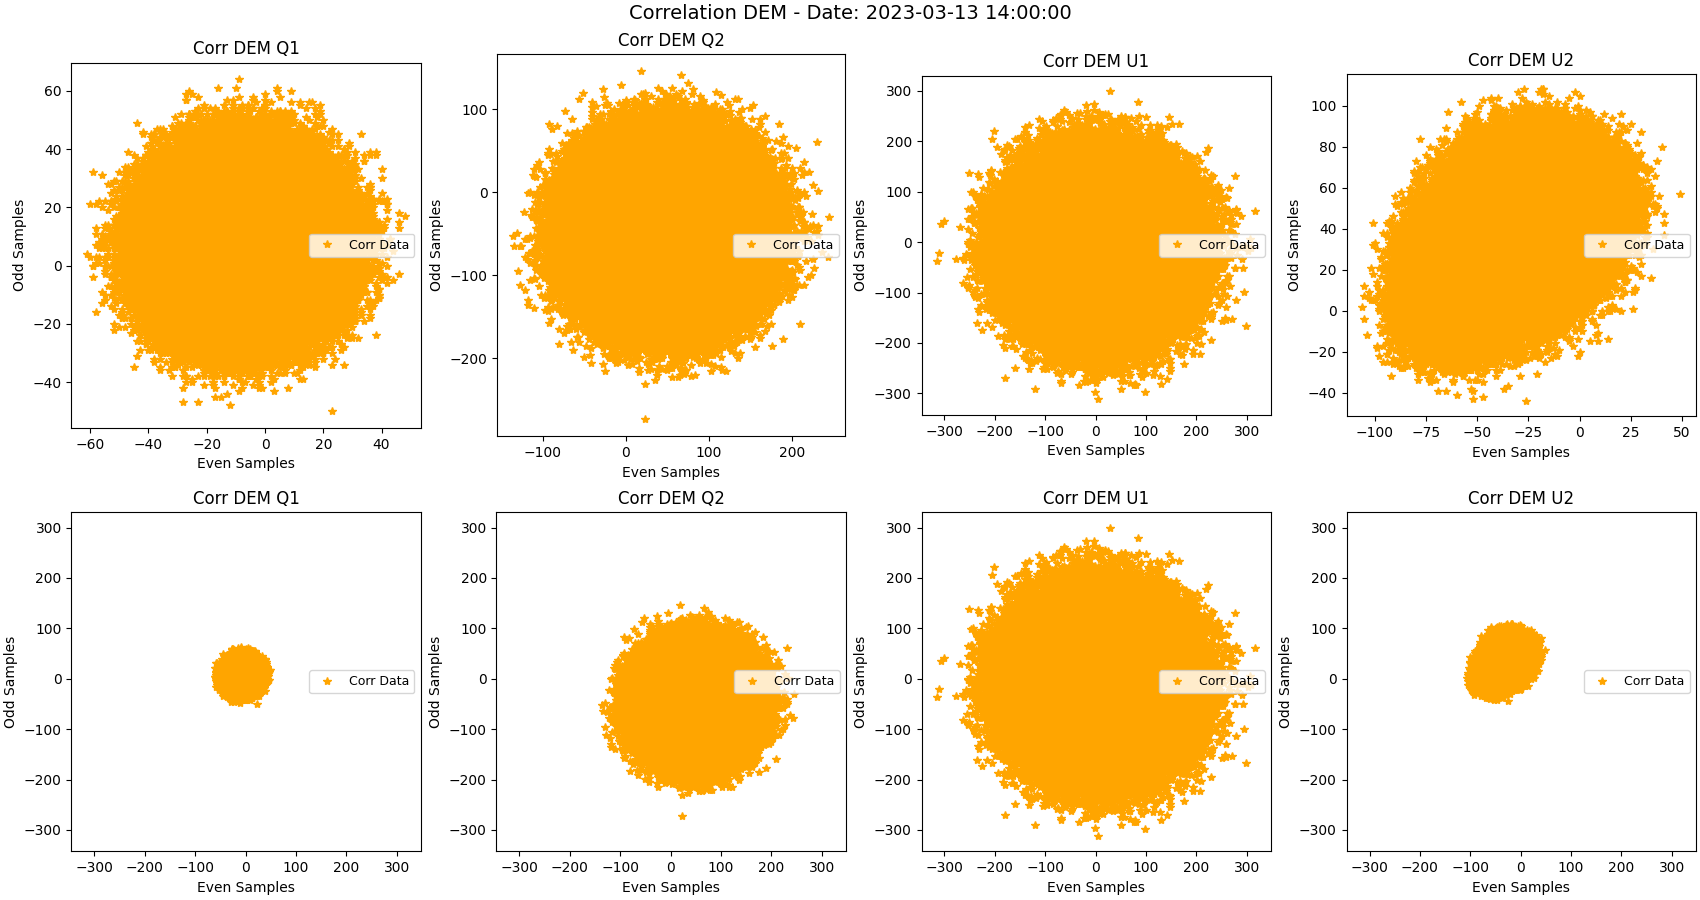 Correlation DEM - Date: 2023-03-13 14:00:00
Corr DEM Q1
60
40
20
0
−20
−40
Odd Samples
−60 −40 −20 0 20 40
Even Samples
Corr Data
Corr DEM Q2
100
0
−100
−200
Odd Samples
−100 0 100 200
Even Samples
Corr Data
Corr DEM U1
300
200
100
0
−100
−200
−300
Odd Samples
−300 −200 −100 0 100 200 300
Even Samples
Corr Data
Corr DEM U2
100
80
60
40
20
0
−20
−40
Odd Samples
−100 −75 −50 −25 0 25 50
Even Samples
Corr Data
Corr DEM Q1
300
200
100
0
−100
−200
−300
Odd Samples
−300 −200 −100 0 100 200 300
Even Samples
Corr Data
Corr DEM Q2
300
200
100
0
−100
−200
−300
Odd Samples
−300 −200 −100 0 100 200 300
Even Samples
Corr Data
Corr DEM U1
300
200
100
0
−100
−200
−300
Odd Samples
−300 −200 −100 0 100 200 300
Even Samples
Corr Data
Corr DEM U2
300
200
100
0
−100
−200
−300
Odd Samples
−300 −200 −100 0 100 200 300
Even Samples
Corr Data